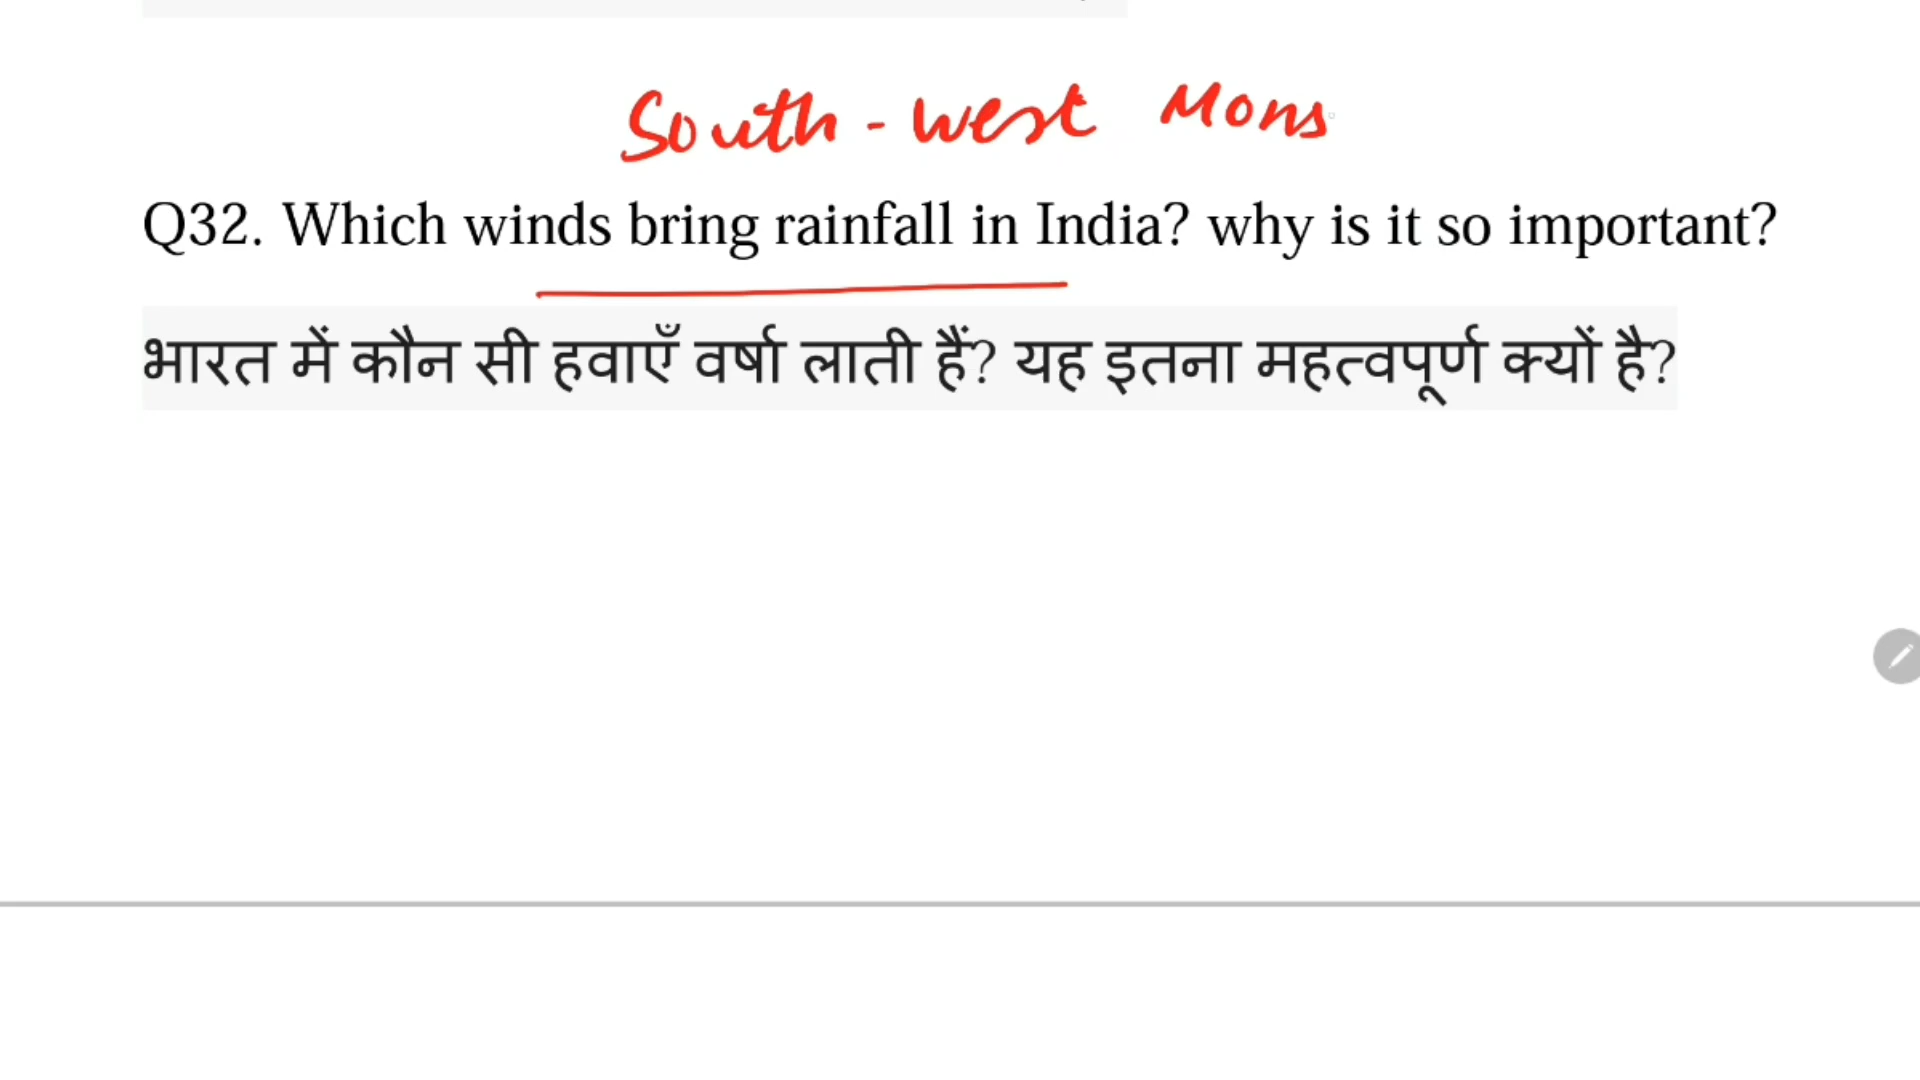 South-west Mons
Q32. Which winds bring rainfall in India? why is it so important?
भारत में कौन सी हवाएँ वर्षा लाती हैं? यह इतना महत्वपूर्ण क्यों है?